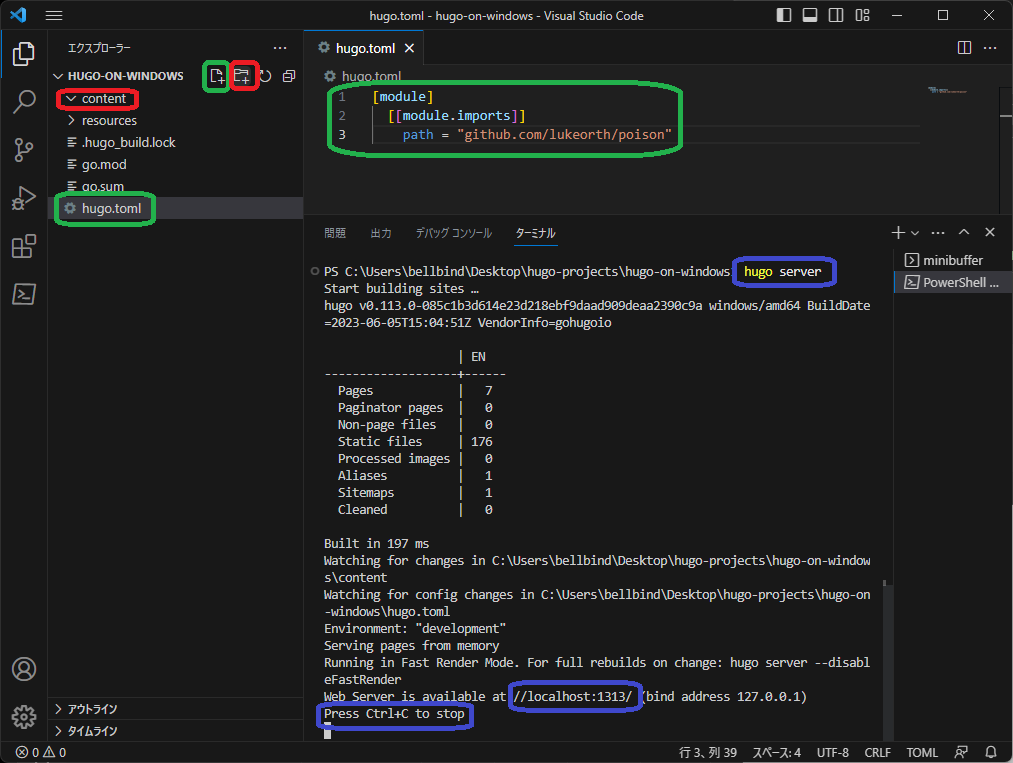 hugo.toml - hugo-on-windows - Visual Studio Code
エクスプローラー
HUGO-ON-WINDOWS
content
resources
.hugo_build.lock
go.mod
go.sum
hugo.toml
アウトライン
タイムライン
hugo.toml
hugo.toml
1 [module]
2 [[module.imports]]
3 path = "github.com/lukeorth/poison"
問題 出力 デバッグ コンソール ターミナル
minibuffer
PowerShell ...
PS C:\Users\bellbind\Desktop\hugo-projects\hugo-on-windows> hugo server
Start building sites …
hugo v0.113.0-085c1b3d614e23d218ebf9daad909deaa2390c9a windows/amd64 BuildDate
=2023-06-05T15:04:51Z VendorInfo=gohugoio
| EN
-------------------+------
Pages | 7
Paginator pages | 0
Non-page files | 0
Static files | 176
Processed images | 0
Aliases | 1
Sitemaps | 1
Cleaned | 0
Built in 197 ms
Watching for changes in C:\Users\bellbind\Desktop\hugo-projects\hugo-on-window
s\content
Watching for config changes in C:\Users\bellbind\Desktop\hugo-projects\hugo-on
-windows\hugo.toml
Environment: "development"
Serving pages from memory
Running in Fast Render Mode. For full rebuilds on change: hugo server --disabl
eFastRender
Web Server is available at //localhost:1313/ (bind address 127.0.0.1)
Press Ctrl+C to stop
0 0 行 3、列 39 スペース: 4 UTF-8 CRLF TOML